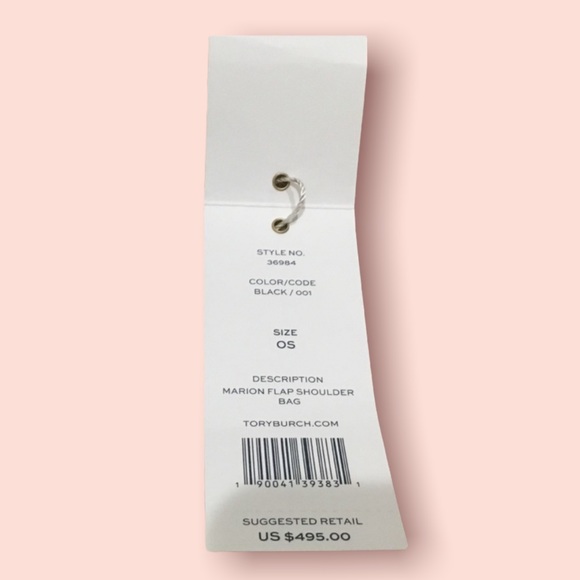 STYLE NO.
36984
COLOR/CODE
BLACK / 001
SIZE
OS
DESCRIPTION
MARION FLAP SHOULDER
BAG
TORYBURCH.COM
1 90041 39383 1
SUGGESTED RETAIL
US $495.00